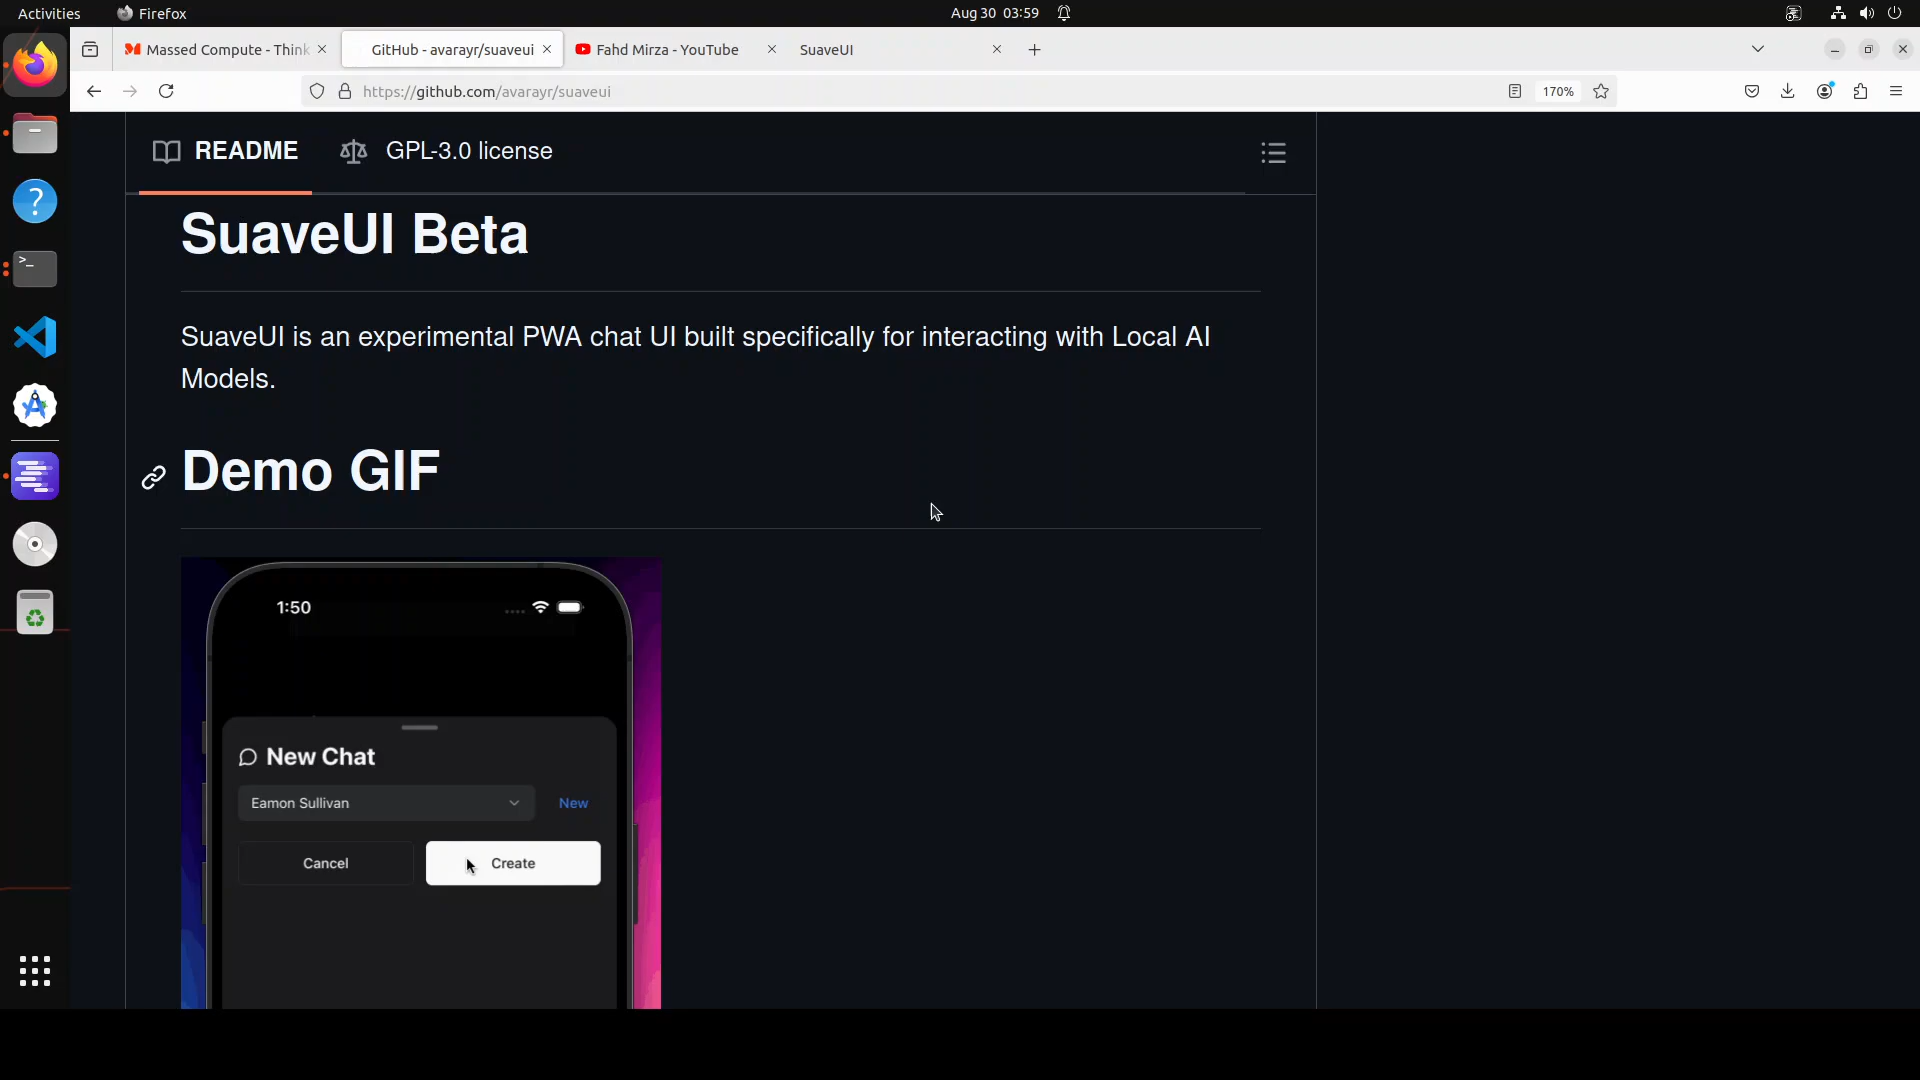 Activities
Firefox
Aug 30 03:59
Massed Compute - Think
GitHub - avarayr/suaveui
Fahd Mirza - YouTube
SuaveUI
https://github.com/avarayr/suaveui
170%
README
GPL-3.0 license
SuaveUI Beta
SuaveUI is an experimental PWA chat UI built specifically for interacting with Local AI
Models.
Demo GIF
1:50
New Chat
Eamon Sullivan
New
Cancel
Create